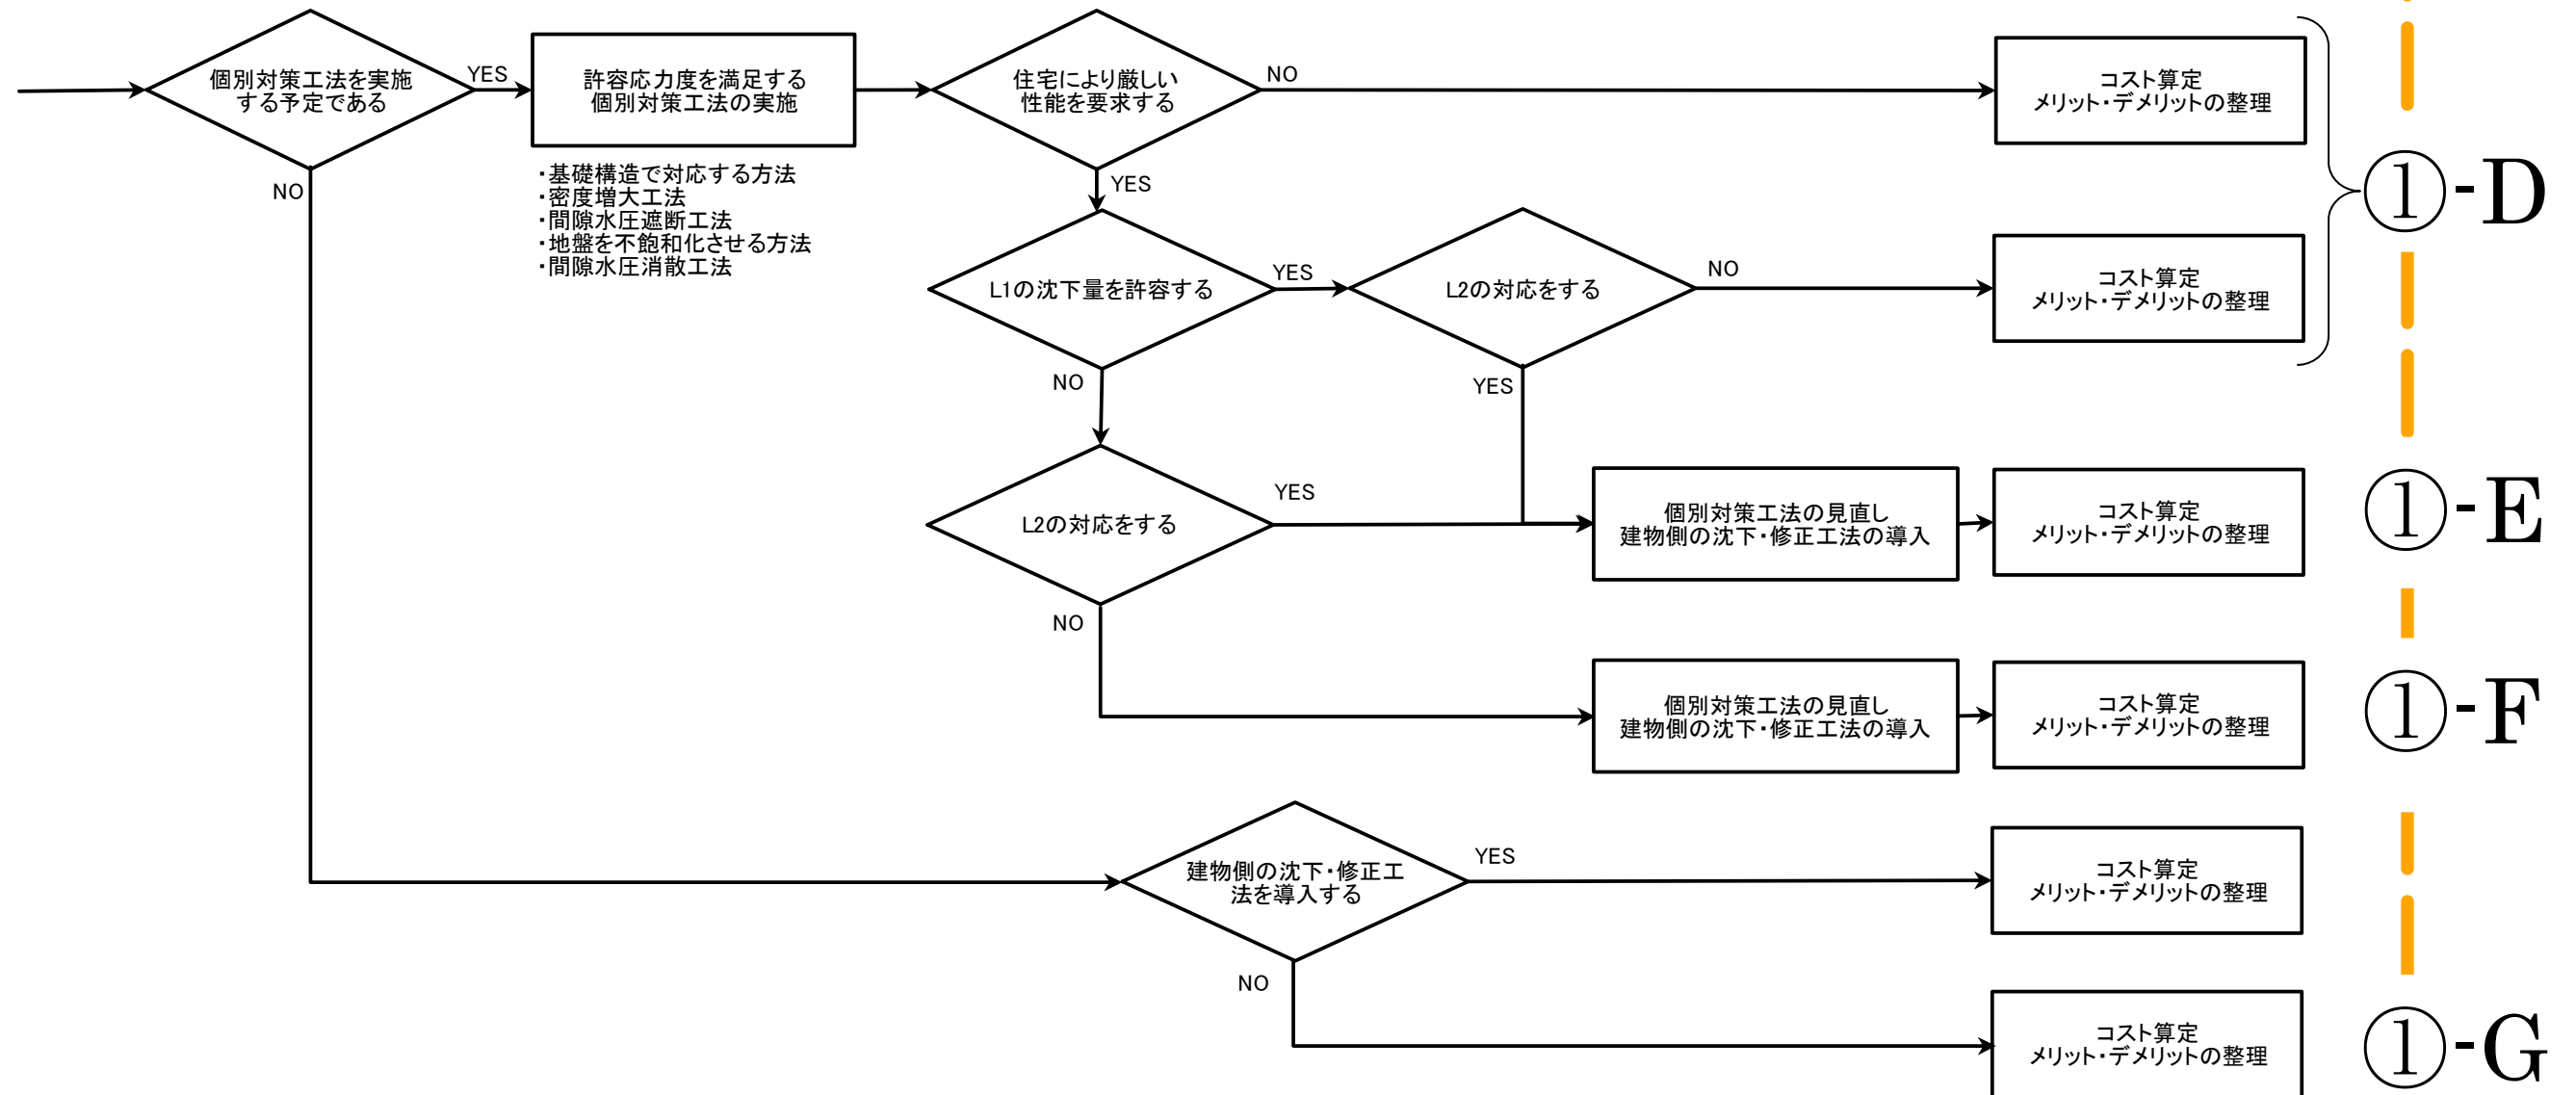 個別対策工法を実施
する予定である
YES
許容応力度を満足する
個別対策工法の実施
住宅により厳しい
性能を要求する
NO
コスト算定
メリット・デメリットの整理
NO
・基礎構造で対応する方法
・密度増大工法
・間隙水圧遮断工法
・地盤を不飽和化させる方法
・間隙水圧消散工法
YES
①-D
L1の沈下量を許容する
YES
L2の対応をする
NO
コスト算定
メリット・デメリットの整理
NO
YES
L2の対応をする
YES
個別対策工法の見直し
建物側の沈下・修正工法の導入
コスト算定
メリット・デメリットの整理
①-E
NO
個別対策工法の見直し
建物側の沈下・修正工法の導入
コスト算定
メリット・デメリットの整理
①-F
建物側の沈下・修正工
法を導入する
YES
コスト算定
メリット・デメリットの整理
NO
コスト算定
メリット・デメリットの整理
①-G